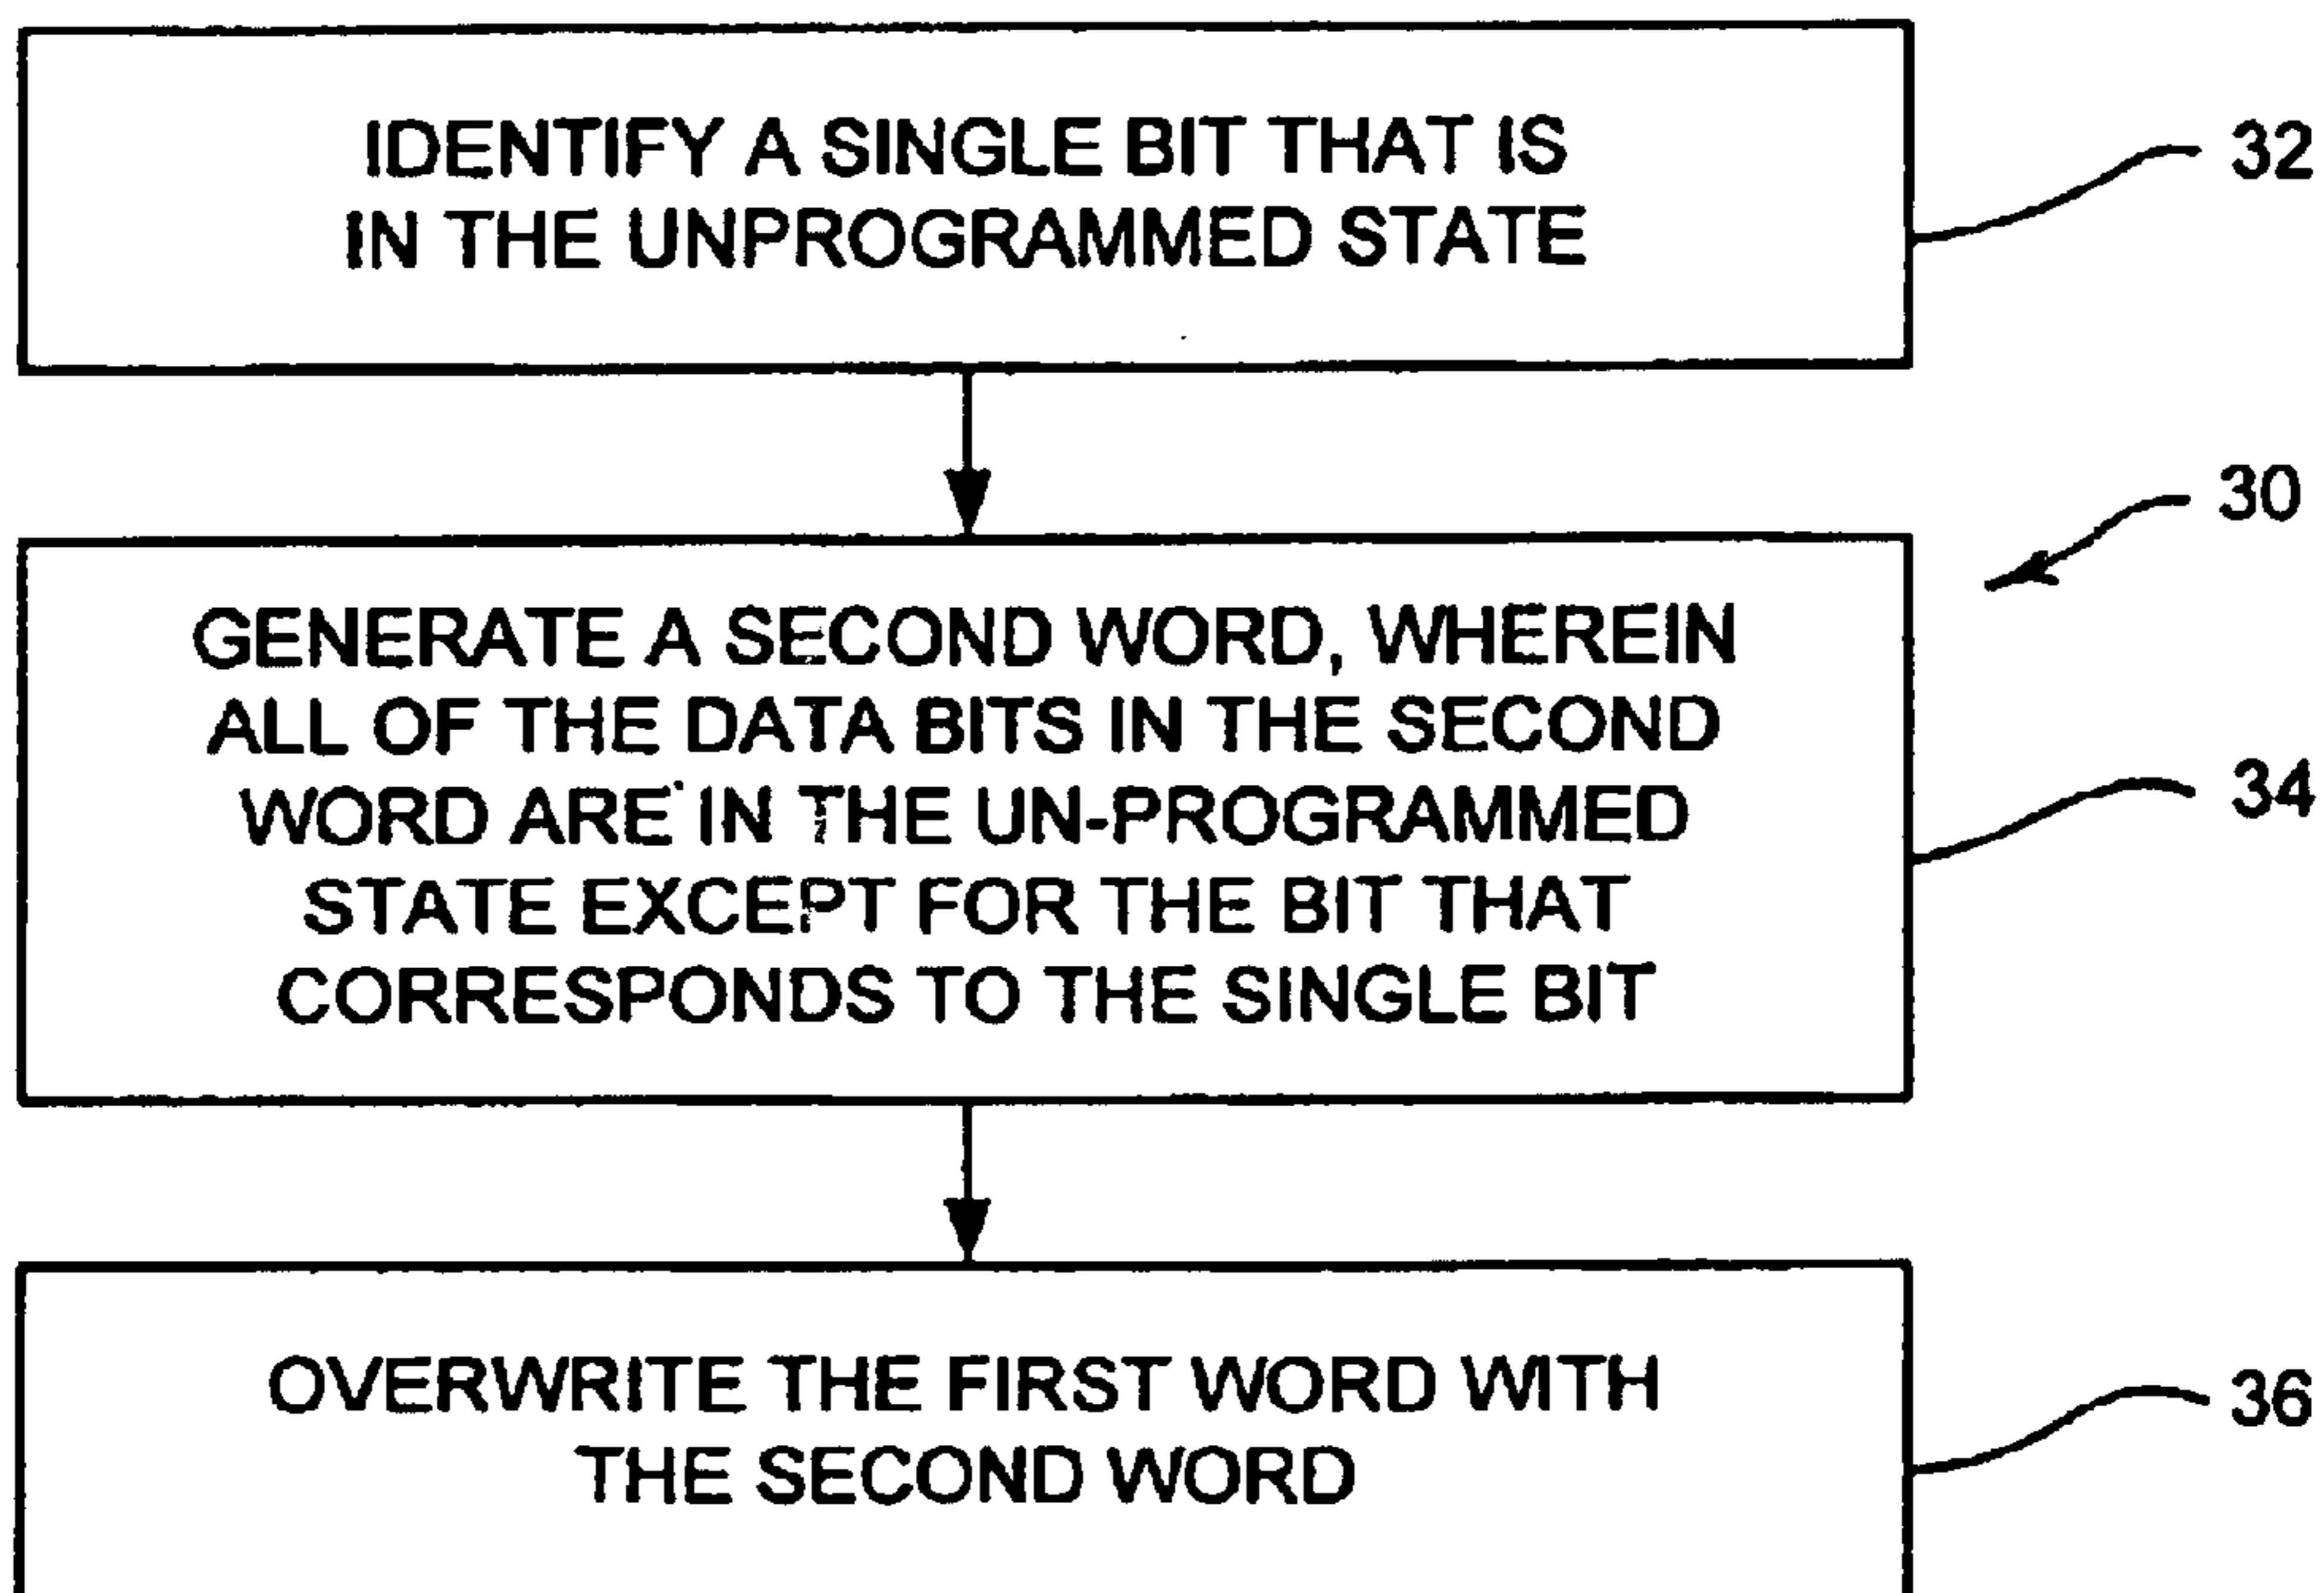 IDENTIFY A SINGLE BIT THAT IS
IN THE UNPROGRAMMED STATE
32
30
GENERATE A SECOND WORD, WHEREIN
ALL OF THE DATA BITS IN THE SECOND
WORD ARE IN THE UN-PROGRAMMED
STATE EXCEPT FOR THE BIT THAT
CORRESPONDS TO THE SINGLE BIT
34
OVERWRITE THE FIRST WORD WITH
THE SECOND WORD
36